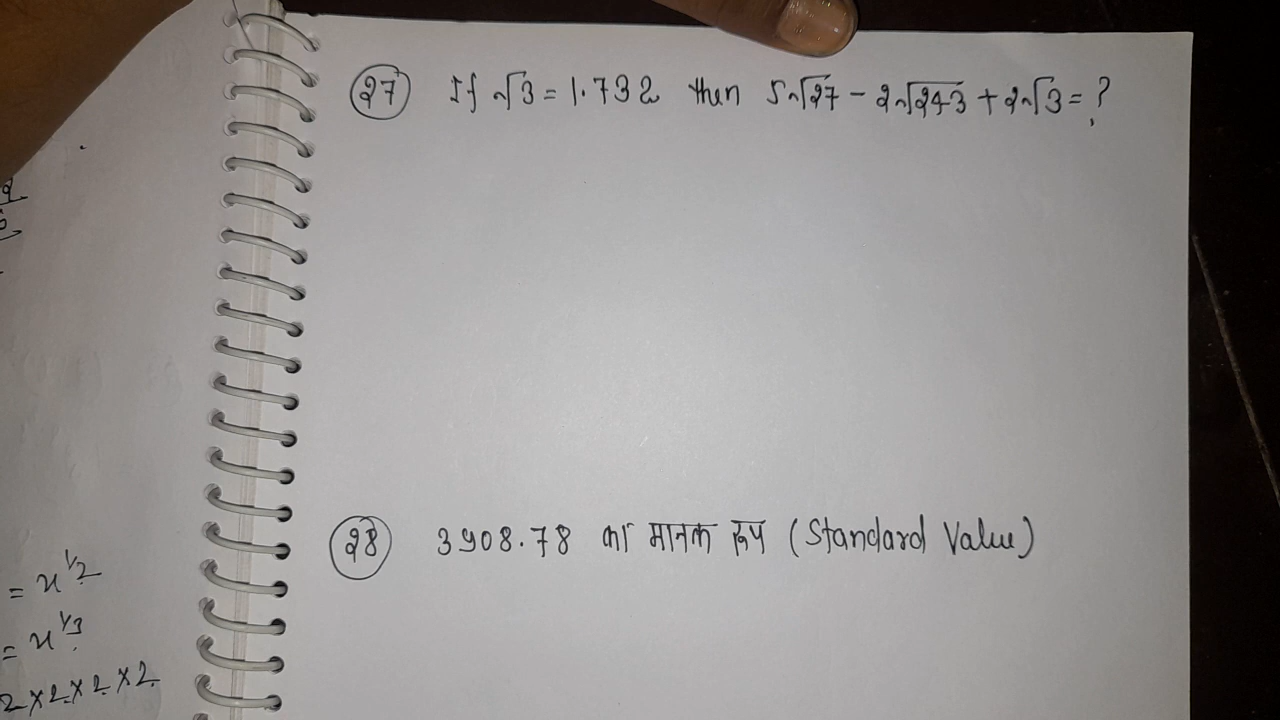 27 If √3 = 1.732 then 5√27 - 2√243 + 2√3 = ?
28 3908.78 का मानक रूप (Standard Value)
= x^1/2
= x^1/3
2×2×2×2